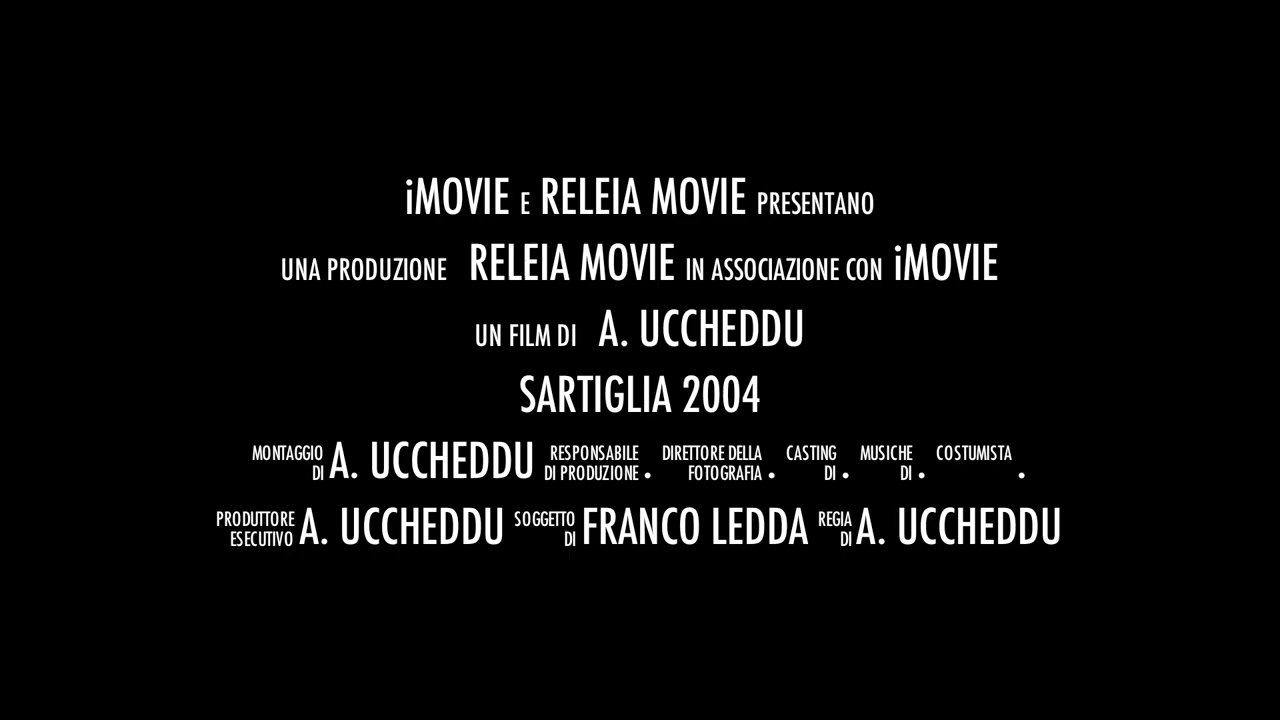 iMOVIE E RELEIA MOVIE PRESENTANO
UNA PRODUZIONE RELEIA MOVIE IN ASSOCIAZIONE CON iMOVIE
UN FILM DI A. UCCHEDDU
SARTIGLIA 2004
MONTAGGIO DI A. UCCHEDDU RESPONSABILE DI PRODUZIONE . DIRETTORE DELLA FOTOGRAFIA . CASTING DI . MUSICHE DI . COSTUMISTA .
PRODUTTORE ESECUTIVO A. UCCHEDDU SOGGETTO DI FRANCO LEDDA REGIA DI A. UCCHEDDU